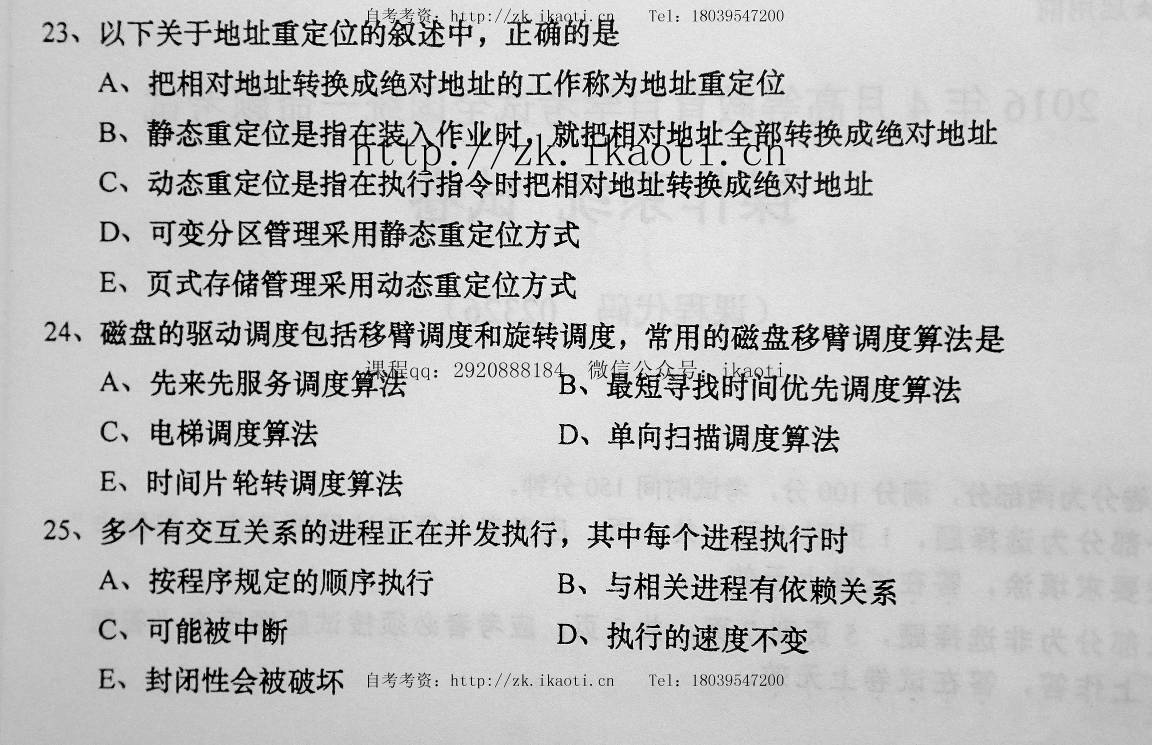 自考考资：http://zk.ikaoti.cn Tel：18039547200
23、以下关于地址重定位的叙述中，正确的是
A、把相对地址转换成绝对地址的工作称为地址重定位
B、静态重定位是指在装入作业时，就把相对地址全部转换成绝对地址
http://zk.ikaoti.cn
C、动态重定位是指在执行指令时把相对地址转换成绝对地址
D、可变分区管理采用静态重定位方式
E、页式存储管理采用动态重定位方式
24、磁盘的驱动调度包括移臂调度和旋转调度，常用的磁盘移臂调度算法是
课程qq：2920888184 微信公众号：ikaoti
A、先来先服务调度算法 B、最短寻找时间优先调度算法
C、电梯调度算法 D、单向扫描调度算法
E、时间片轮转调度算法
25、多个有交互关系的进程正在并发执行，其中每个进程执行时
A、按程序规定的顺序执行 B、与相关进程有依赖关系
C、可能被中断 D、执行的速度不变
E、封闭性会被破坏
自考考资：http://zk.ikaoti.cn Tel：18039547200